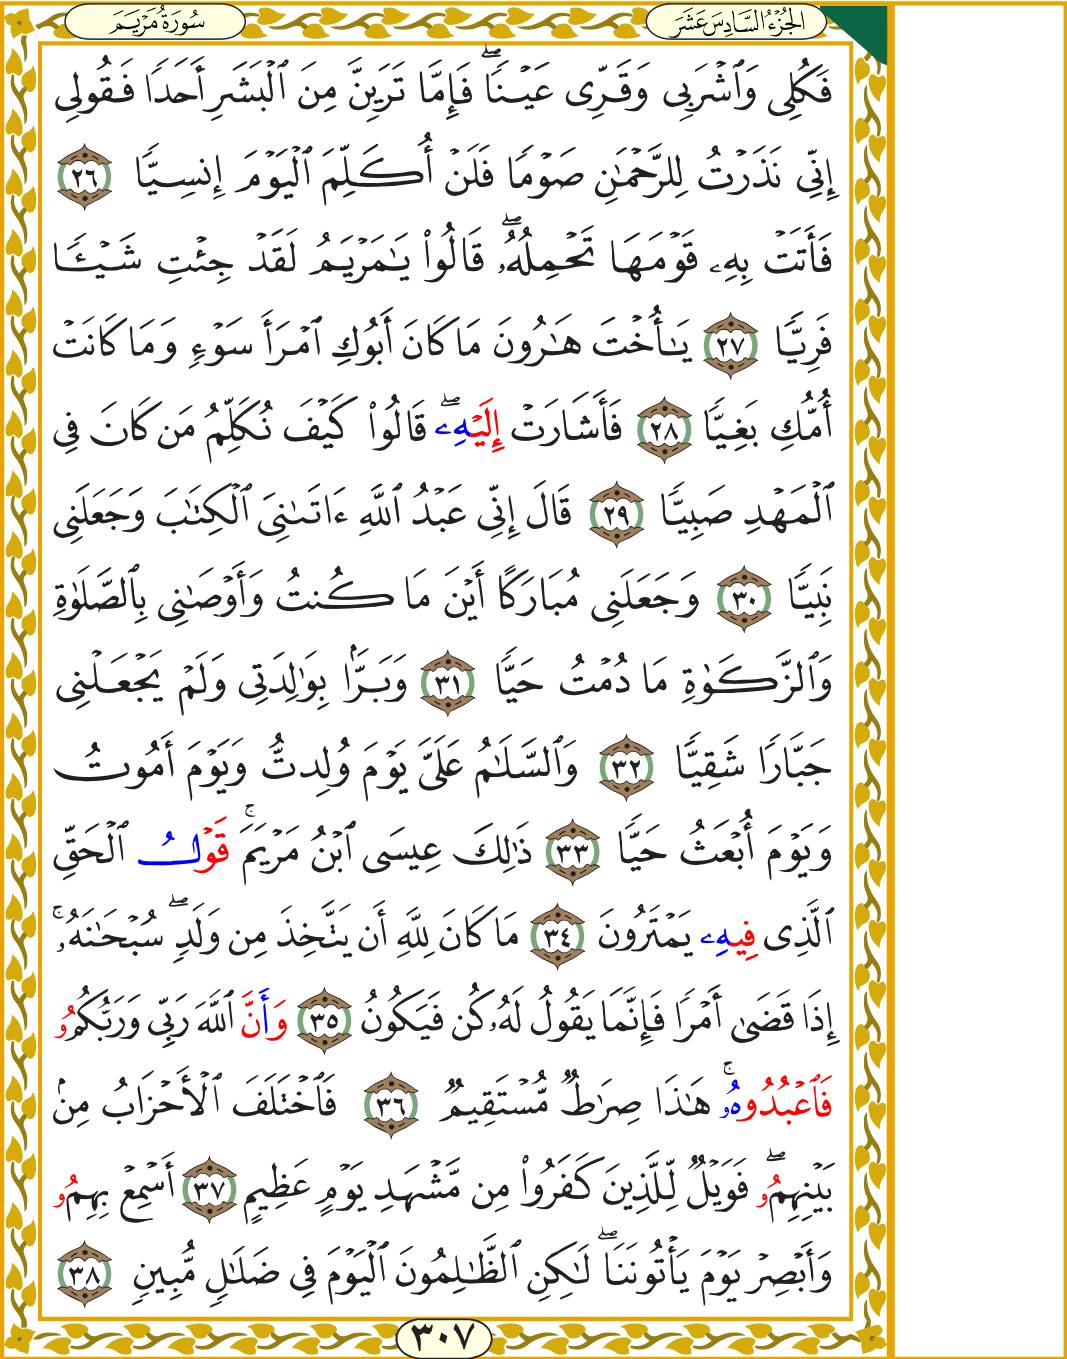 سُورَةُ مَرْيَمَ
الجُزْءُ السَّادِسَ عَشَرَ
فَكُلِى وَٱشْرَبِى وَقَرِّى عَيْنًاۖ فَإِمَّا تَرَيِنَّ مِنَ ٱلْبَشَرِ أَحَدًا فَقُولِى
إِنِّى نَذَرْتُ لِلرَّحْمَٰنِ صَوْمًا فَلَنْ أُكَلِّمَ ٱلْيَوْمَ إِنسِيًّا ٢٦
فَأَتَتْ بِهِۦ قَوْمَهَا تَحْمِلُهُۥۖ قَالُوا۟ يَٰمَرْيَمُ لَقَدْ جِئْتِ شَيْـًٔا
فَرِيًّا ٢٧ يَٰٓأُخْتَ هَٰرُونَ مَا كَانَ أَبُوكِ ٱمْرَأَ سَوْءٍ وَمَا كَانَتْ
أُمُّكِ بَغِيًّا ٢٨ فَأَشَارَتْ إِلَيْهِۦۖ قَالُوا۟ كَيْفَ نُكَلِّمُ مَن كَانَ فِى
ٱلْمَهْدِ صَبِيًّا ٢٩ قَالَ إِنِّى عَبْدُ ٱللَّهِ ءَاتَىٰنِىَ ٱلْكِتَٰبَ وَجَعَلَنِى
نَبِيًّا ٣٠ وَجَعَلَنِى مُبَارَكًا أَيْنَ مَا كُنتُ وَأَوْصَٰنِى بِٱلصَّلَوٰةِ
وَٱلزَّكَوٰةِ مَا دُمْتُ حَيًّا ٣١ وَبَرًّۢا بِوَٰلِدَتِى وَلَمْ يَجْعَلْنِى
جَبَّارًا شَقِيًّا ٣٢ وَٱلسَّلَٰمُ عَلَىَّ يَوْمَ وُلِدتُّ وَيَوْمَ أَمُوتُ
وَيَوْمَ أُبْعَثُ حَيًّا ٣٣ ذَٰلِكَ عِيسَى ٱبْنُ مَرْيَمَۚ قَوْلُ ٱلْحَقِّ
ٱلَّذِى فِيهِۦ يَمْتَرُونَ ٣٤ مَا كَانَ لِلَّهِ أَن يَتَّخِذَ مِن وَلَدٍۖ سُبْحَٰنَهُۥۚ
إِذَا قَضَىٰ أَمْرًا فَإِنَّمَا يَقُولُ لَهُۥ كُن فَيَكُونُ ٣٥ وَأَنَّ ٱللَّهَ رَبِّى وَرَبُّكُمُۥ
فَٱعْبُدُوهُۥۚ هَٰذَا صِرَٰطٌ مُّسْتَقِيمٌ ٣٦ فَٱخْتَلَفَ ٱلْأَحْزَابُ مِنۢ
بَيْنِهِمُۥۖ فَوَيْلٌ لِّلَّذِينَ كَفَرُوا۟ مِن مَّشْهَدِ يَوْمٍ عَظِيمٍ ٣٧ أَسْمِعْ بِهِمُۥ
وَأَبْصِرْ يَوْمَ يَأْتُونَنَاۖ لَٰكِنِ ٱلظَّٰلِمُونَ ٱلْيَوْمَ فِى ضَلَٰلٍ مُّبِينٍ ٣٨
٣٠٧